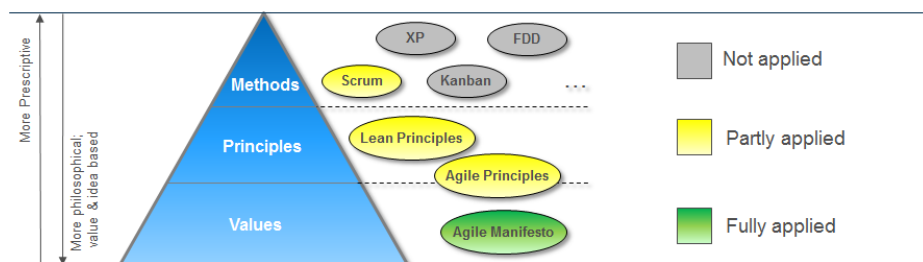 More Prescriptive
More philosophical;
value & idea based
Methods
Principles
Values
XP
FDD
Scrum
Kanban
...
Lean Principles
Agile Principles
Agile Manifesto
Not applied
Partly applied
Fully applied